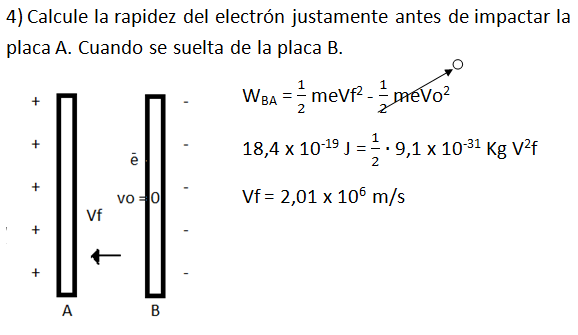 4) Calcule la rapidez del electrón justamente antes de impactar la
placa A. Cuando se suelta de la placa B.
W_BA = 1/2 meVf² - 1/2 meVo²
18,4 x 10⁻¹⁹ J = 1/2 · 9,1 x 10⁻³¹ Kg V²f
Vf = 2,01 x 10⁶ m/s
+ -
+ -
ē
+ -
vo = 0
Vf
+ -
+ -
A B